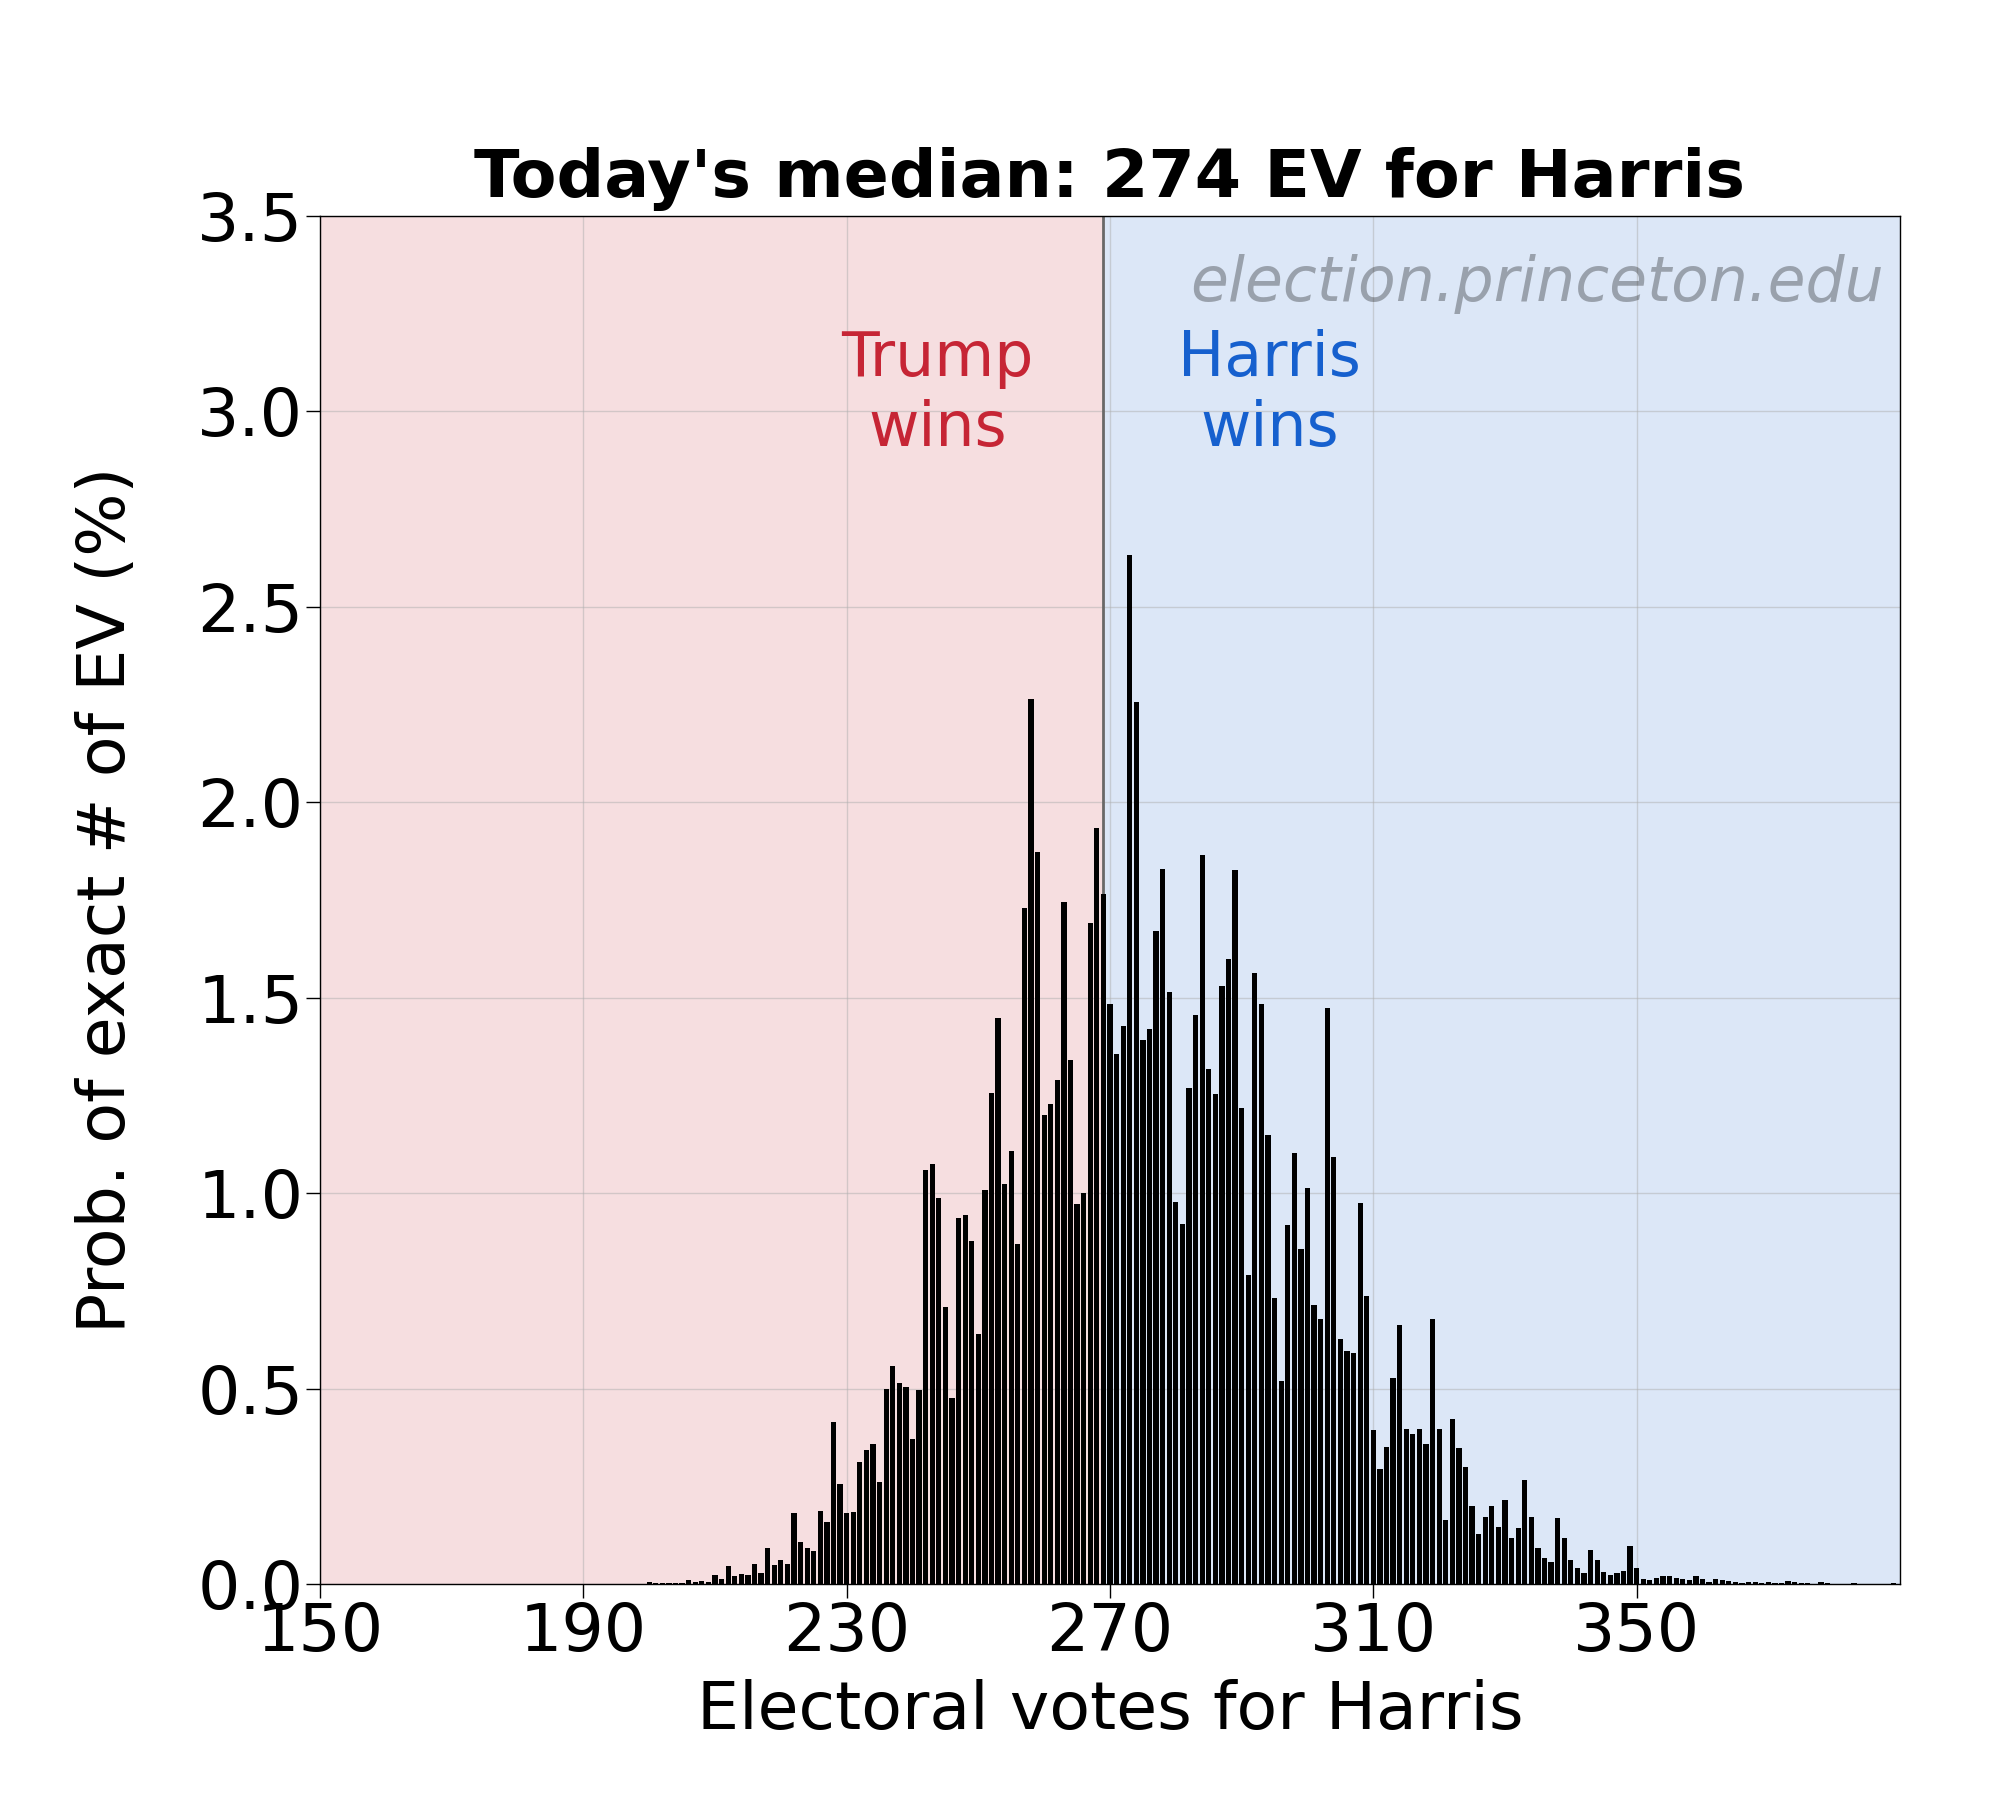 Today's median: 274 EV for Harris
election.princeton.edu
Trump
wins
Harris
wins
Prob. of exact # of EV (%)
3.5
3.0
2.5
2.0
1.5
1.0
0.5
0.0
150 190 230 270 310 350
Electoral votes for Harris